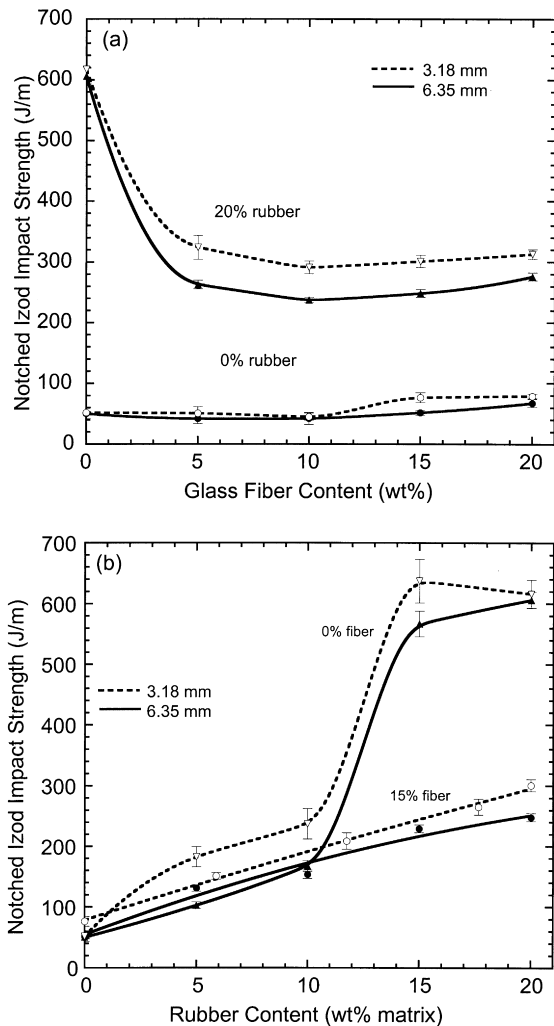 700
(a)
3.18 mm
6.35 mm
600
500
400
20% rubber
300
200
0% rubber
100
0
0 5 10 15 20
Notched Izod Impact Strength (J/m)
Glass Fiber Content (wt%)
700
(b)
600
0% fiber
500
3.18 mm
6.35 mm
400
300
15% fiber
200
100
0
0 5 10 15 20
Notched Izod Impact Strength (J/m)
Rubber Content (wt% matrix)